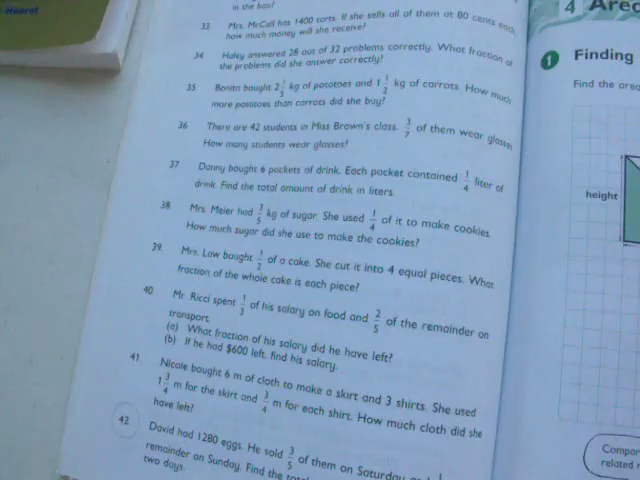 in the box?
33 Mrs. McCall has 1400 carts. If she sells all of them at 80 cents each
how much money will she receive?
34 Haley answered 28 out of 32 problems correctly. What fraction of
the problems did she answer correctly?
35 Bonita bought 2 1/5 kg of potatoes and 1 1/2 kg of carrots. How much
more potatoes than carrots did she buy?
36 There are 42 students in Miss Brown's class. 3/7 of them wear glasses
How many students wear glasses?
37 Danny bought 6 packets of drink. Each packet contained 1/4 liter of
drink. Find the total amount of drink in liters.
38 Mrs. Meier had 3/5 kg of sugar. She used 1/4 of it to make cookies.
How much sugar did she use to make the cookies?
39 Mrs. Law bought 1/2 of a cake. She cut it into 4 equal pieces. What
fraction of the whole cake is each piece?
40 Mr. Ricci spent 1/3 of his salary on food and 2/5 of the remainder on
transport.
(a) What fraction of his salary did he have left?
(b) If he had $600 left, find his salary.
41 Nicole bought 6 m of cloth to make a skirt and 3 shirts. She used
1 3/4 m for the skirt and 3/4 m for each shirt. How much cloth did she
have left?
42 David had 1280 eggs. He sold 3/5 of them on Saturday
remainder on Sunday. Find the
two days.
4
1 Finding
Find the area
height
related